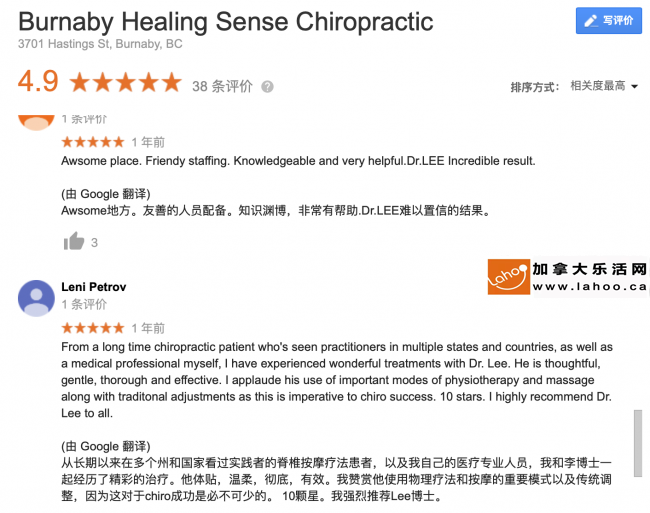 Burnaby Healing Sense Chiropractic
写评价
3701 Hastings St, Burnaby, BC
4.9
38 条评价
?
排序方式：
相关度最高
1 条评价
1 年前
Awsome place. Friendy staffing. Knowledgeable and very helpful.Dr.LEE Incredible result.
(由 Google 翻译)
Awsome地方。友善的人员配备。知识渊博，非常有帮助.Dr.LEE难以置信的结果。
3
Lahoo
加拿大乐活网
www.lahoo.ca
Leni Petrov
1 条评价
1 年前
From a long time chiropractic patient who's seen practitioners in multiple states and countries, as well as
a medical professional myself, I have experienced wonderful treatments with Dr. Lee. He is thoughtful,
gentle, thorough and effective. I applaude his use of important modes of physiotherapy and massage
along with traditonal adjustments as this is imperative to chiro success. 10 stars. I highly recommend Dr.
Lee to all.
(由 Google 翻译)
从长期以来在多个州和国家看过实践者的脊椎按摩疗法患者，以及我自己的医疗专业人员，我和李博士一
起经历了精彩的治疗。他体贴，温柔，彻底，有效。我赞赏他使用物理疗法和按摩的重要模式以及传统调
整，因为这对于chiro成功是必不可少的。 10颗星。我强烈推荐Lee博士。